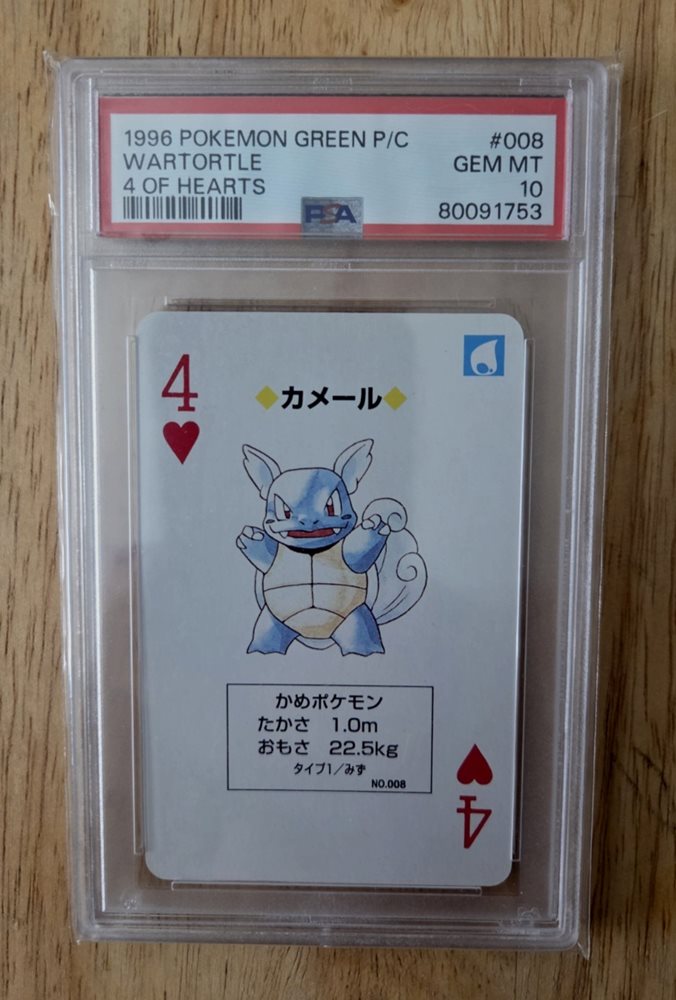 1996 POKEMON GREEN P/C #008
WARTORTLE GEM MT
4 OF HEARTS 10
PSA 80091753
4
カメール
かめポケモン
たかさ 1.0m
おもさ 22.5kg
タイプ1/みず
NO.008
4